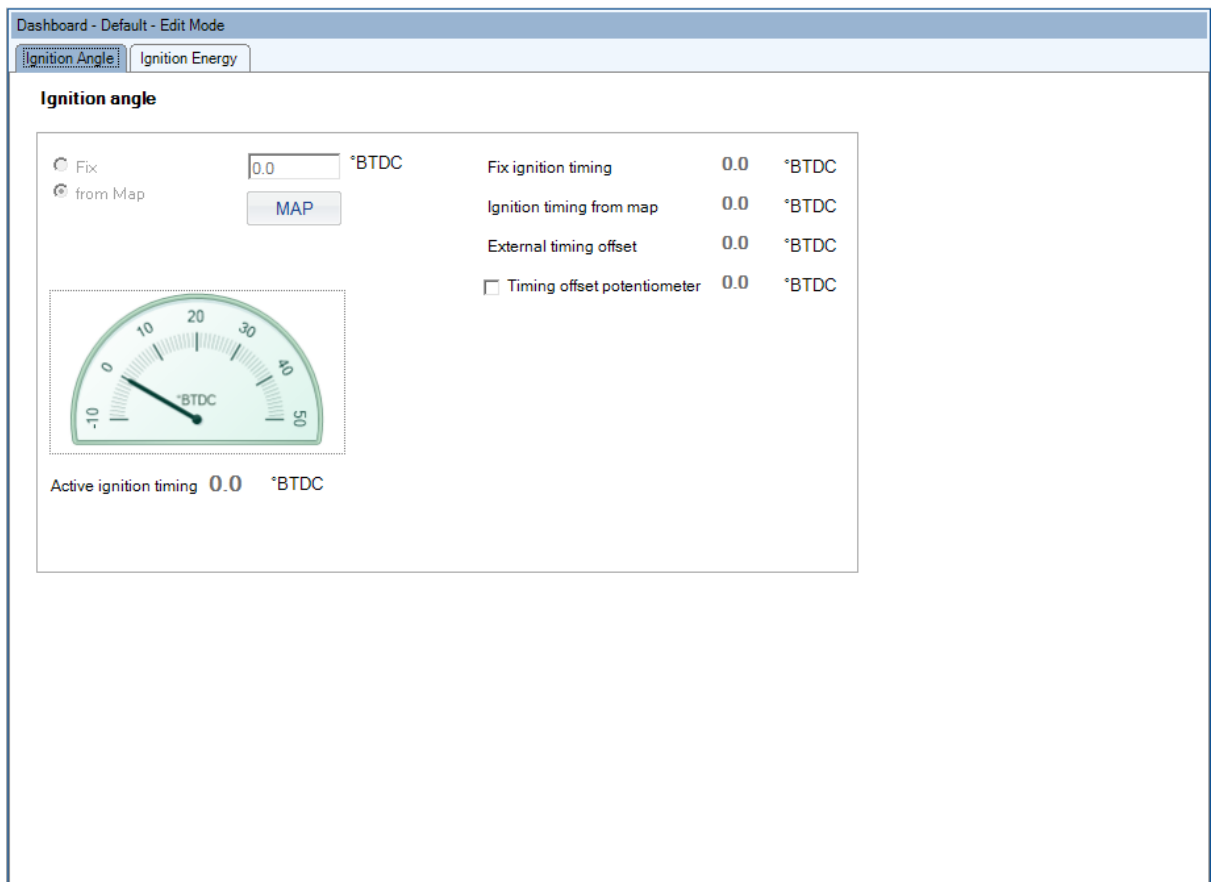 Dashboard - Default - Edit Mode
Ignition Angle Ignition Energy
Ignition angle
Fix 0.0 °BTDC
from Map
MAP
Fix ignition timing 0.0 °BTDC
Ignition timing from map 0.0 °BTDC
External timing offset 0.0 °BTDC
Timing offset potentiometer 0.0 °BTDC
-10 0 10 20 30 40 50
°BTDC
Active ignition timing 0.0 °BTDC